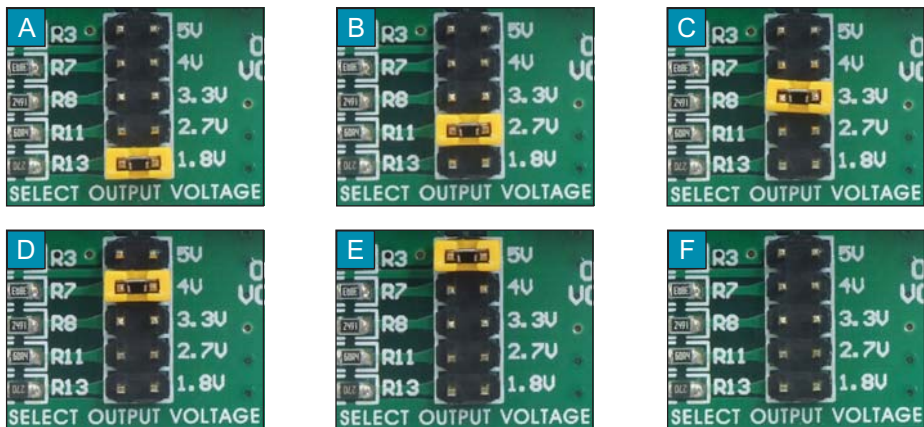 A
R3 5V
R7 4V
R8 3.3V
R11 2.7V
R13 1.8V
SELECT OUTPUT VOLTAGE
B
R3 5V
R7 4V
R8 3.3V
R11 2.7V
R13 1.8V
SELECT OUTPUT VOLTAGE
C
R3 5V
R7 4V
2491 R8 3.3V
R11 2.7V
R13 1.8V
SELECT OUTPUT VOLTAGE
D
R3 5V
R7 4V
2491 R8 3.3V
R11 2.7V
R13 1.8V
SELECT OUTPUT VOLTAGE
E
R3 5V
R7 4V
2491 R8 3.3V
R11 2.7V
R13 1.8V
SELECT OUTPUT VOLTAGE
F
R3 5V
R7 4V
2491 R8 3.3V
R11 2.7V
R13 1.8V
SELECT OUTPUT VOLTAGE